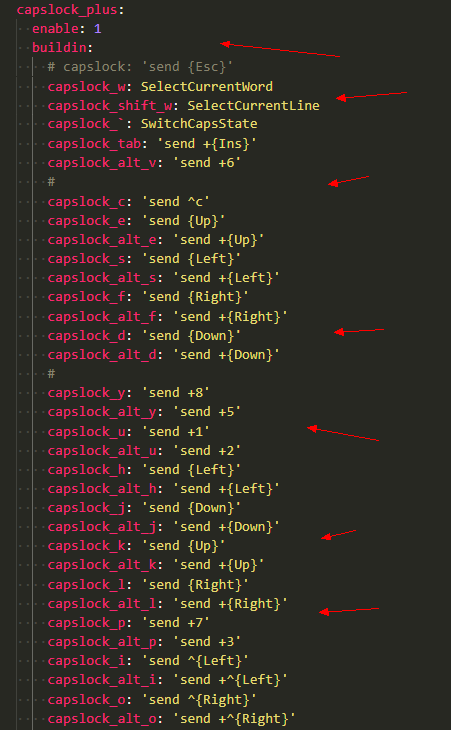 capslock_plus:
enable: 1
buildin:
# capslock: 'send {Esc}'
capslock_w: SelectCurrentWord
capslock_shift_w: SelectCurrentLine
capslock_`: SwitchCapsState
capslock_tab: 'send +{Ins}'
capslock_alt_v: 'send +6'
#
capslock_c: 'send ^c'
capslock_e: 'send {Up}'
capslock_alt_e: 'send +{Up}'
capslock_s: 'send {Left}'
capslock_alt_s: 'send +{Left}'
capslock_f: 'send {Right}'
capslock_alt_f: 'send +{Right}'
capslock_d: 'send {Down}'
capslock_alt_d: 'send +{Down}'
#
capslock_y: 'send +8'
capslock_alt_y: 'send +5'
capslock_u: 'send +1'
capslock_alt_u: 'send +2'
capslock_h: 'send {Left}'
capslock_alt_h: 'send +{Left}'
capslock_j: 'send {Down}'
capslock_alt_j: 'send +{Down}'
capslock_k: 'send {Up}'
capslock_alt_k: 'send +{Up}'
capslock_l: 'send {Right}'
capslock_alt_l: 'send +{Right}'
capslock_p: 'send +7'
capslock_alt_p: 'send +3'
capslock_i: 'send ^{Left}'
capslock_alt_i: 'send +^{Left}'
capslock_o: 'send ^{Right}'
capslock_alt_o: 'send +^{Right}'